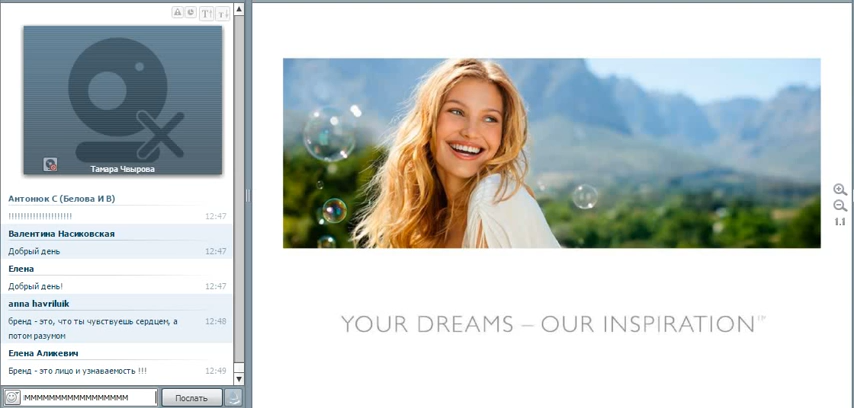 T↑ T↓
Тамара Чвырова
Антонюк С (Белова И В)
!!!!!!!!!!!!!!!!!!!!!! 12:47
Валентина Насиковская
Добрый день 12:47
Елена
Добрый день! 12:47
anna havriluik
бренд - это, что ты чувствуешь сердцем, а 12:48
потом разумом
Елена Аликевич
Бренд - это лицо и узнаваемость !!! 12:49
Послать
YOUR DREAMS – OUR INSPIRATION
1:1